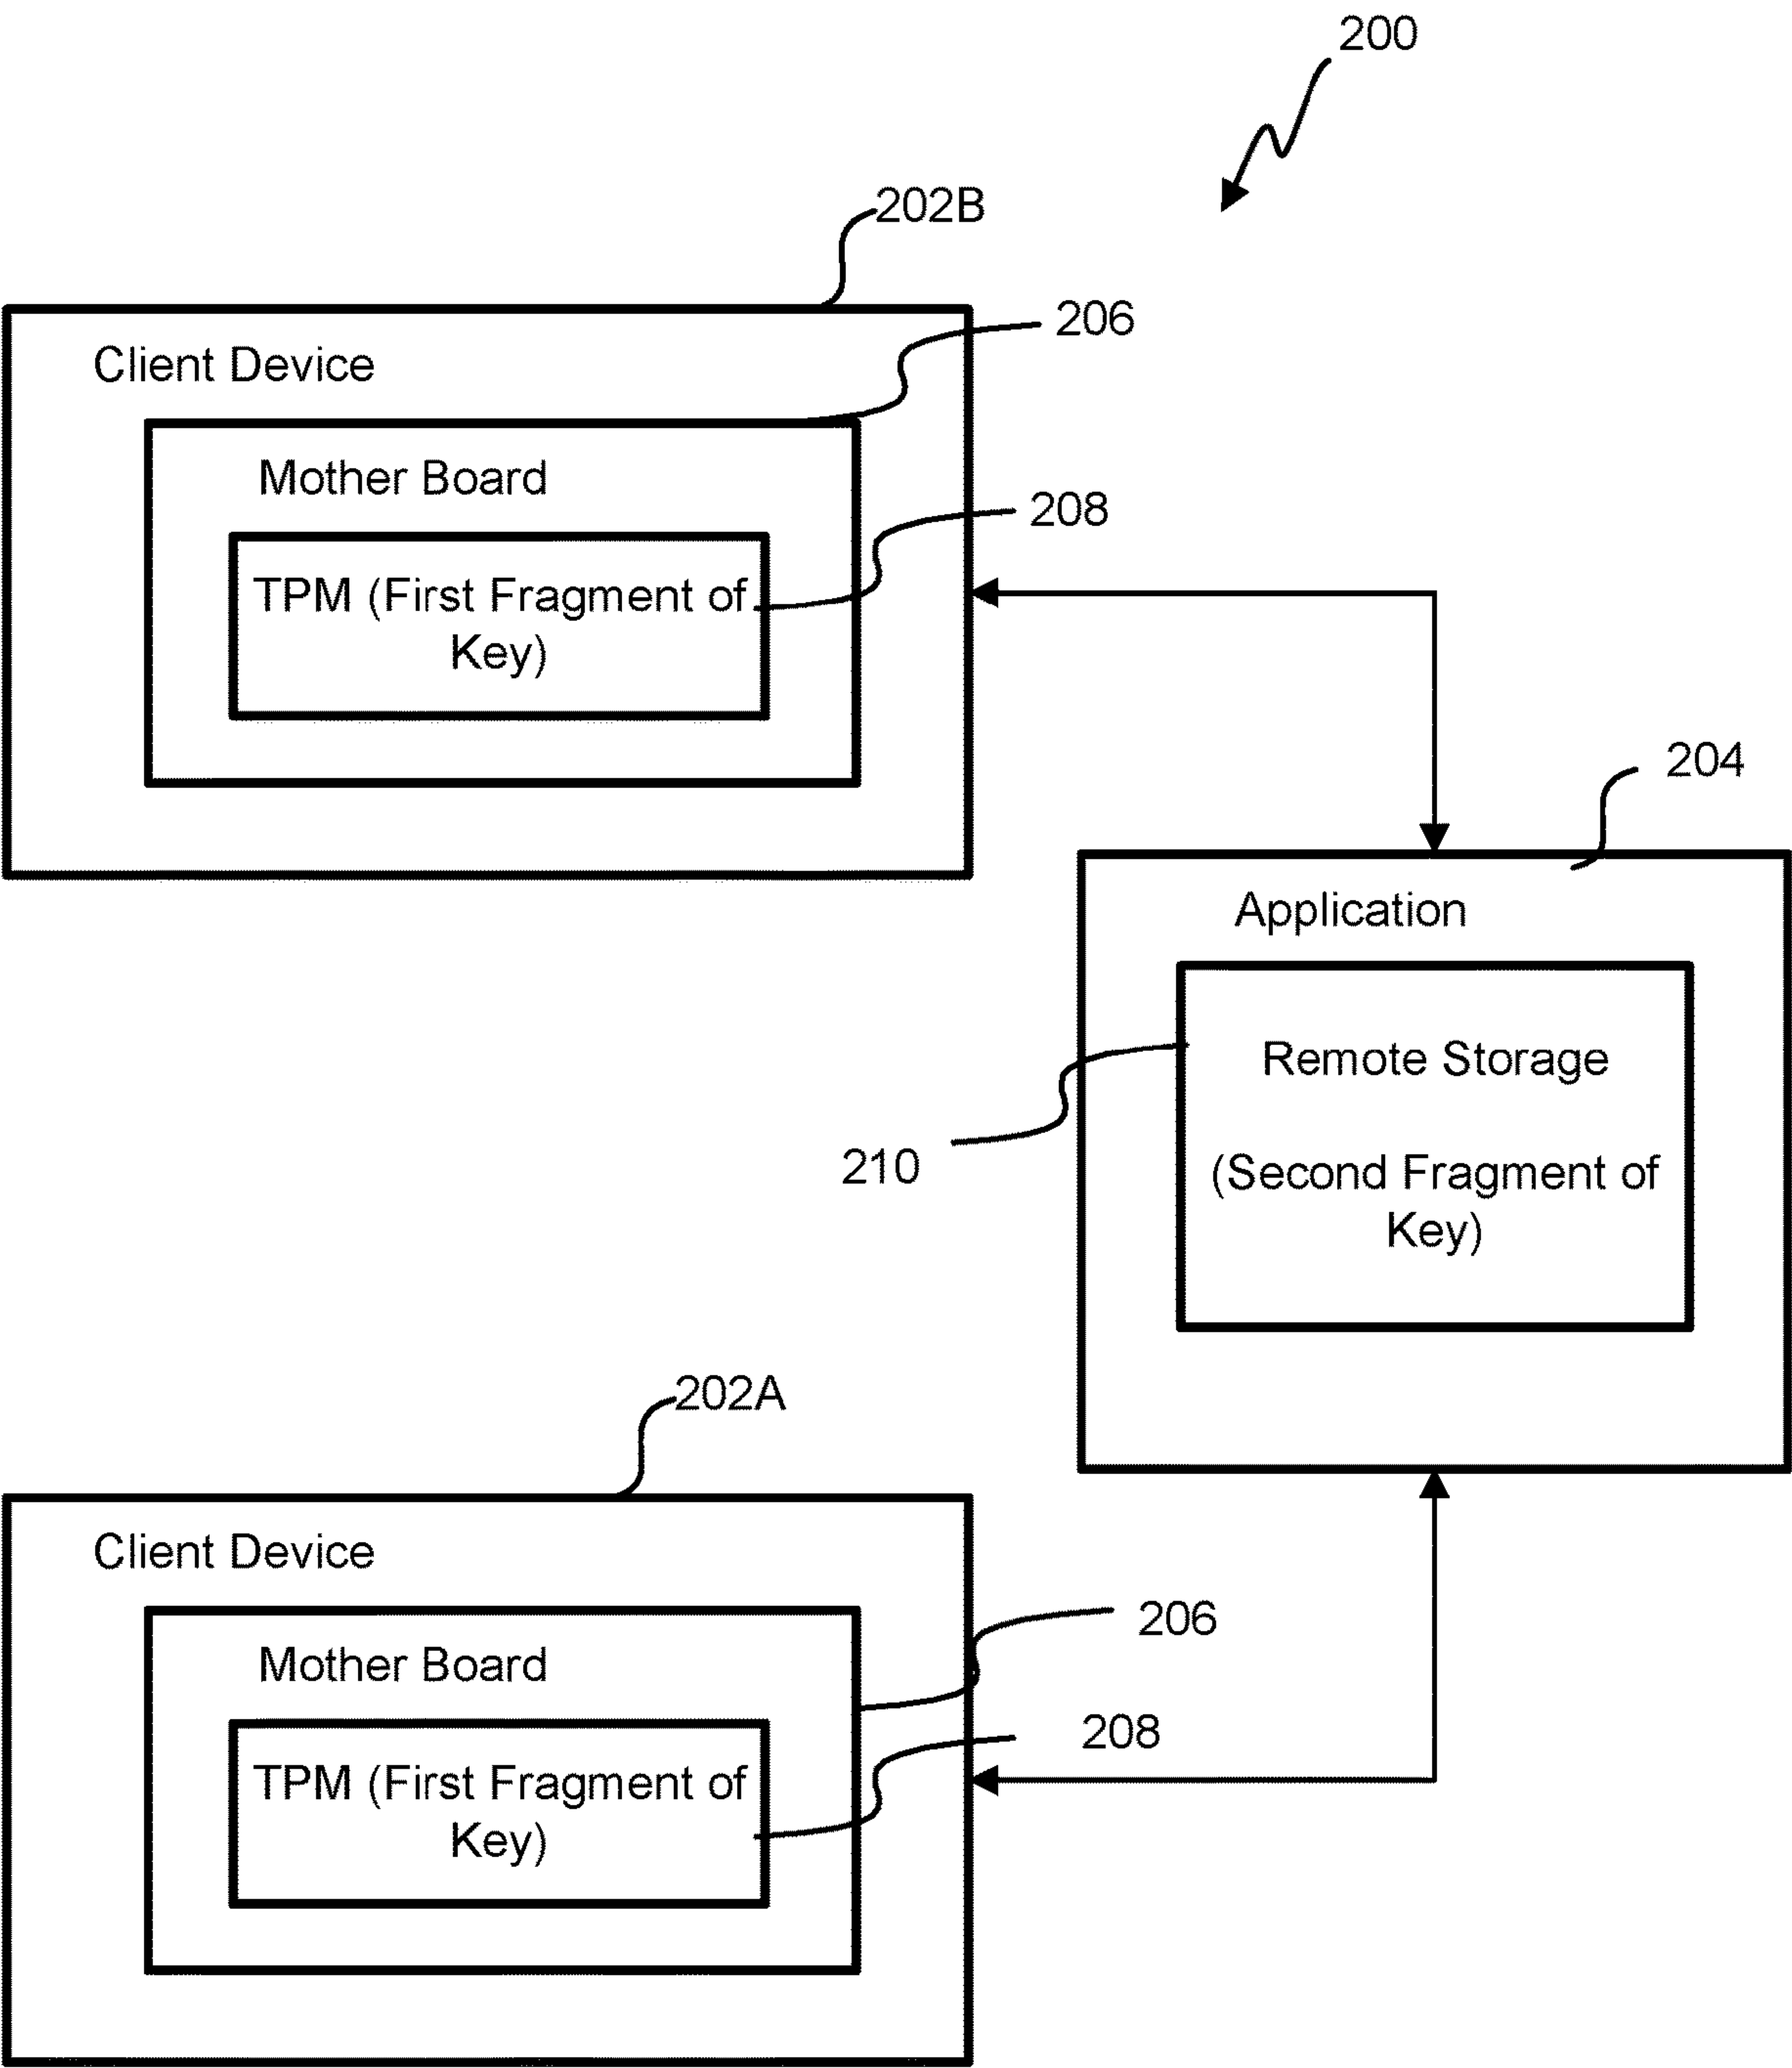 200
202B
206
Client Device
Mother Board
208
TPM (First Fragment of
Key)
204
Application
Remote Storage
210
(Second Fragment of
Key)
202A
Client Device
206
Mother Board
208
TPM (First Fragment of
Key)